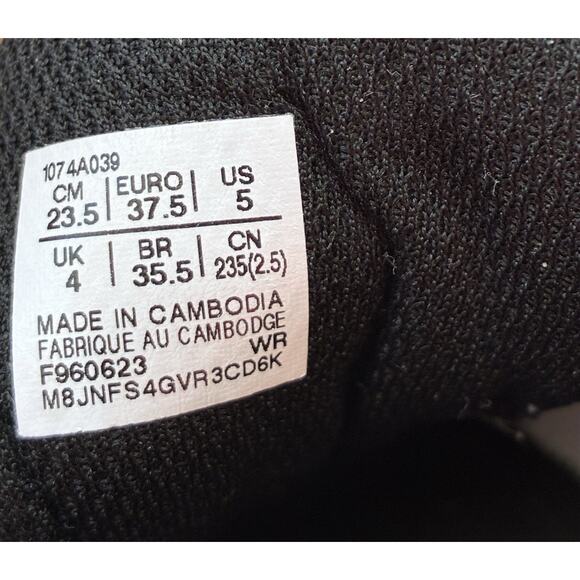 1074A039
CM EURO US
23.5 37.5 5
UK BR CN
4 35.5 235(2.5)
MADE IN CAMBODIA
FABRIQUE AU CAMBODGE
F960623 WR
M8JNFS4GVR3CD6K